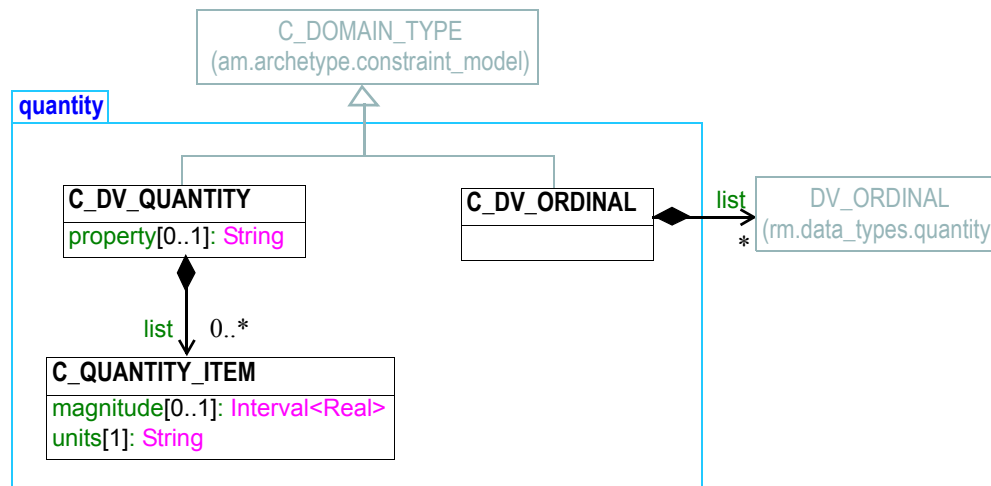 C_DOMAIN_TYPE
(am.archetype.constraint_model)
quantity
C_DV_QUANTITY
property[0..1]: String
C_DV_ORDINAL
list
*
DV_ORDINAL
(rm.data_types.quantity
list 0..*
C_QUANTITY_ITEM
magnitude[0..1]: Interval<Real>
units[1]: String